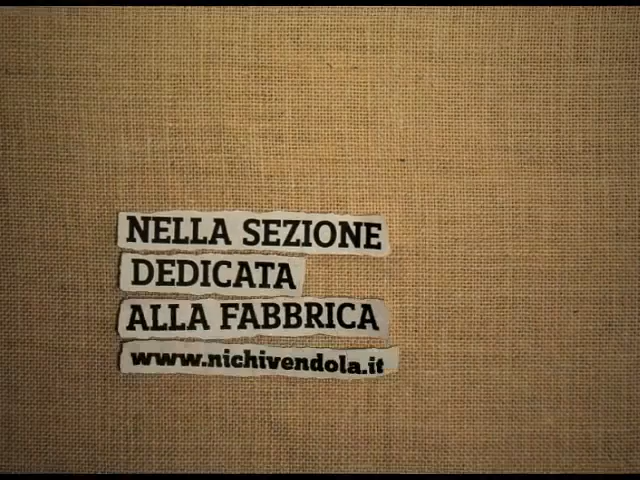 NELLA SEZIONE
DEDICATA
ALLA FABBRICA
www.nichivendola.it